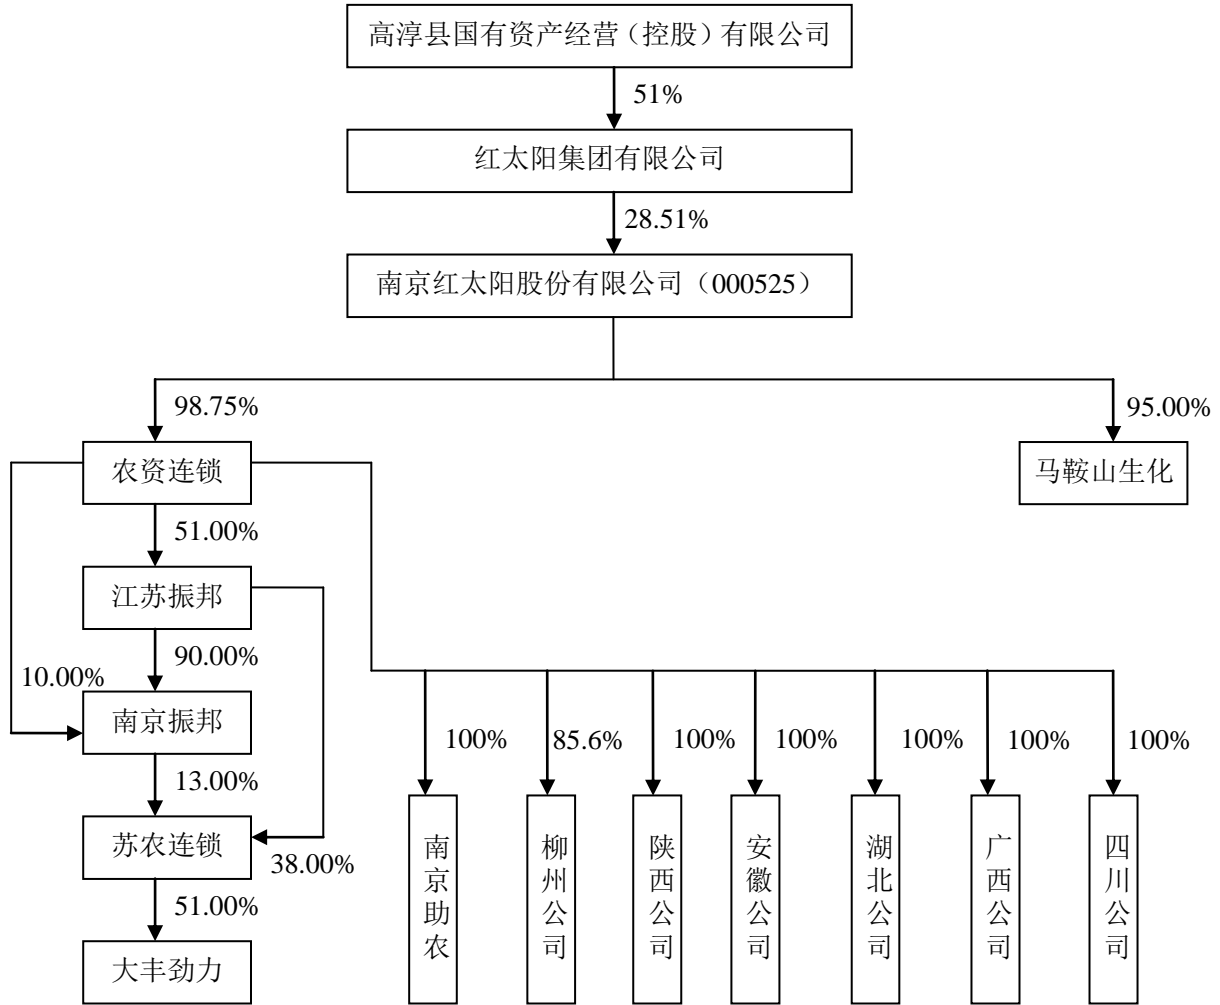 高淳县国有资产经营（控股）有限公司
51%
红太阳集团有限公司
28.51%
南京红太阳股份有限公司（000525）
98.75%
95.00%
农资连锁
马鞍山生化
51.00%
江苏振邦
90.00%
10.00%
南京振邦
100%
85.6%
100%
100%
100%
100%
100%
13.00%
苏农连锁
38.00%
51.00%
大丰劲力
南京助农
柳州公司
陕西公司
安徽公司
湖北公司
广西公司
四川公司